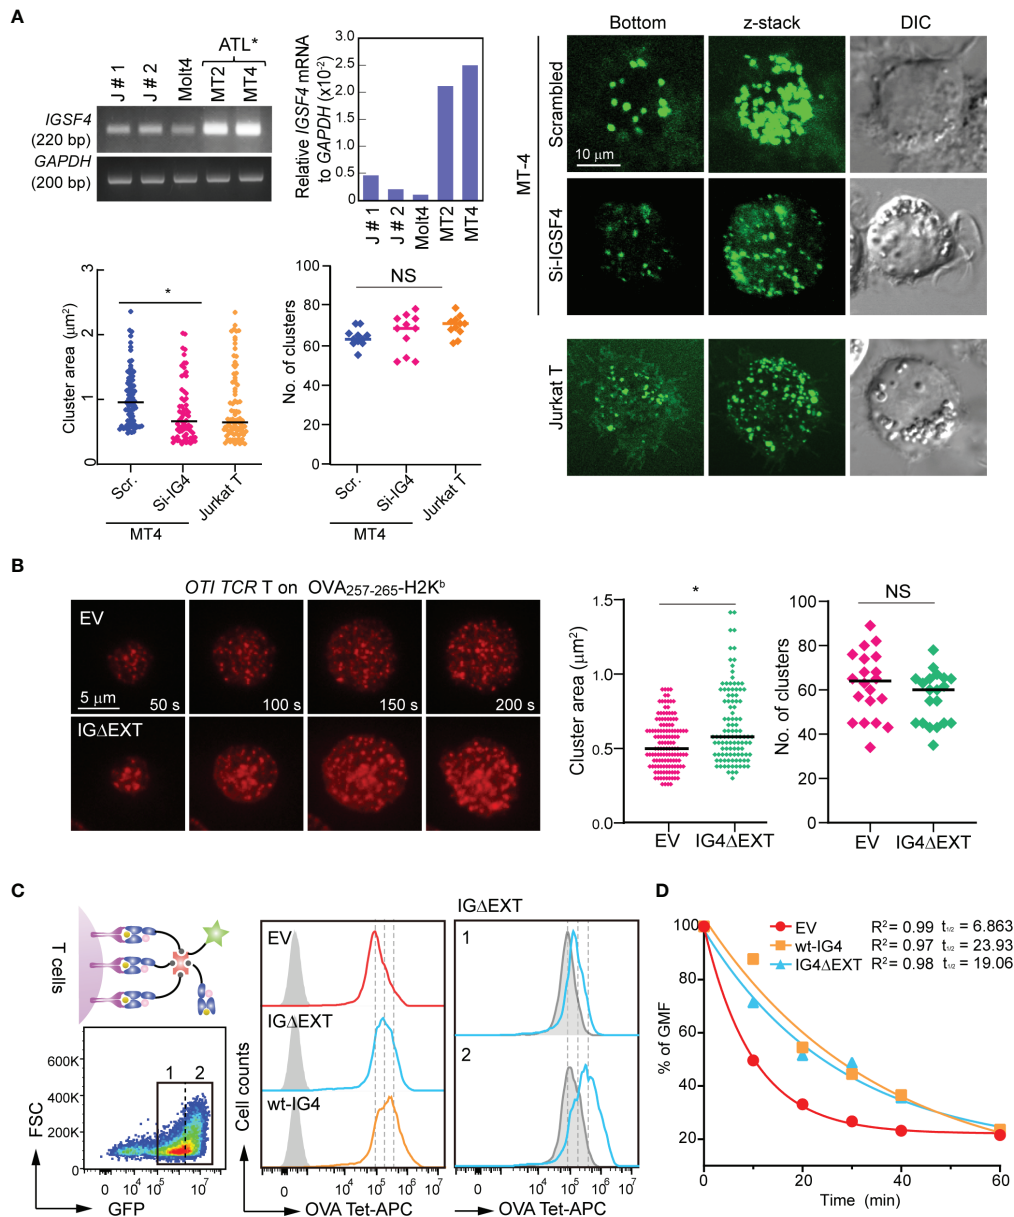 A
ATL*
J # 1
J # 2
Molt4
MT2
MT4
IGSF4
(220 bp)
GAPDH
(200 bp)
Relative IGSF4 mRNA
to GAPDH (x10-2)
3.0
2.5
2.0
1.5
1.0
0.5
0
J # 1
J # 2
Molt4
MT2
MT4
Bottom
z-stack
DIC
MT-4
Scrambled
10 μm
Si-IGSF4
Jurkat T
Cluster area (μm2)
3
2
1
0
*
Scr.
Si-IG4
Jurkat T
MT4
No. of clusters
100
80
60
40
20
0
NS
Scr.
Si-IG4
Jurkat T
MT4
B
OTI TCR T on OVA257-265-H2Kb
EV
5 μm
50 s
100 s
150 s
200 s
IGΔEXT
Cluster area (μm2)
1.5
1.0
0.5
0.0
*
EV
IG4ΔEXT
No. of clusters
100
80
60
40
20
0
NS
EV
IG4ΔEXT
C
T cells
FSC
600K
400K
200K
0
1
2
0
104
105
107
GFP
Cell counts
EV
IGΔEXT
wt-IG4
0
104
105
106
107
OVA Tet-APC
IGΔEXT
1
2
0
104
105
106
107
OVA Tet-APC
D
% of GMF
100
80
60
40
20
EV R2= 0.99 t1/2 = 6.863
wt-IG4 R2= 0.97 t1/2 = 23.93
IG4ΔEXT R2= 0.98 t1/2 = 19.06
0
20
40
60
Time (min)